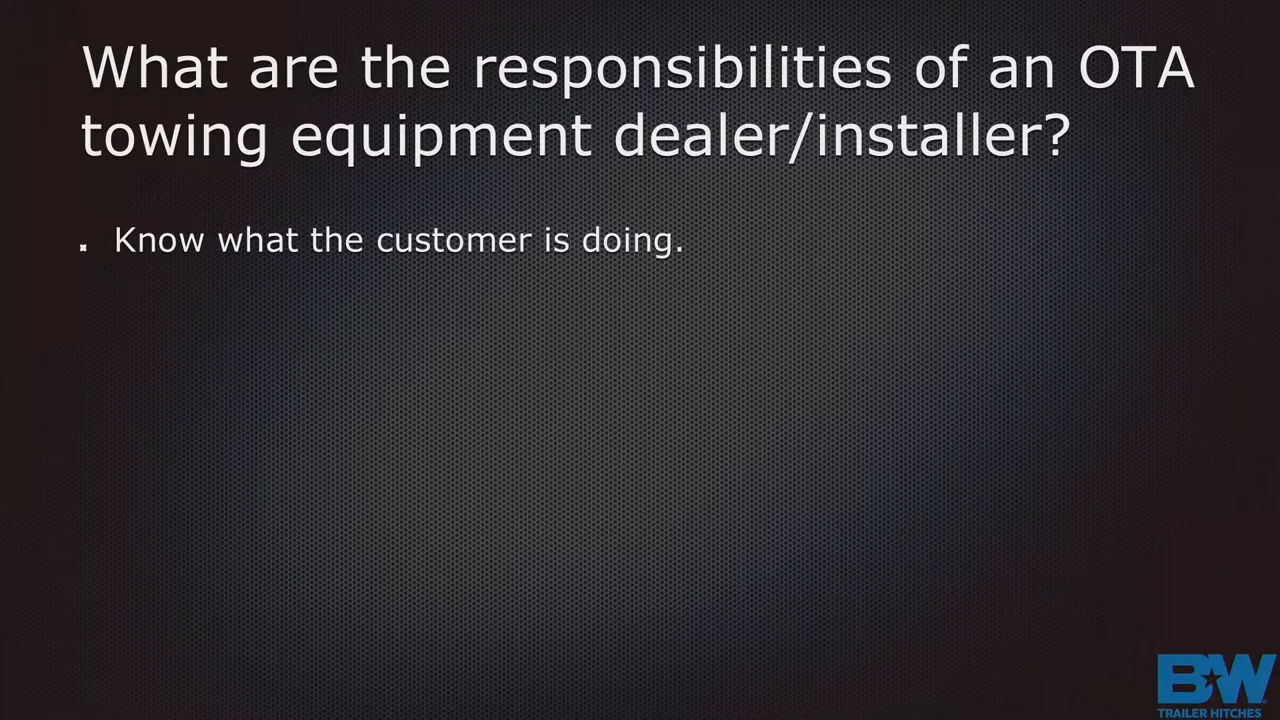 What are the responsibilities of an OTA
towing equipment dealer/installer?
. Know what the customer is doing.
BW
TRAILER HITCHES